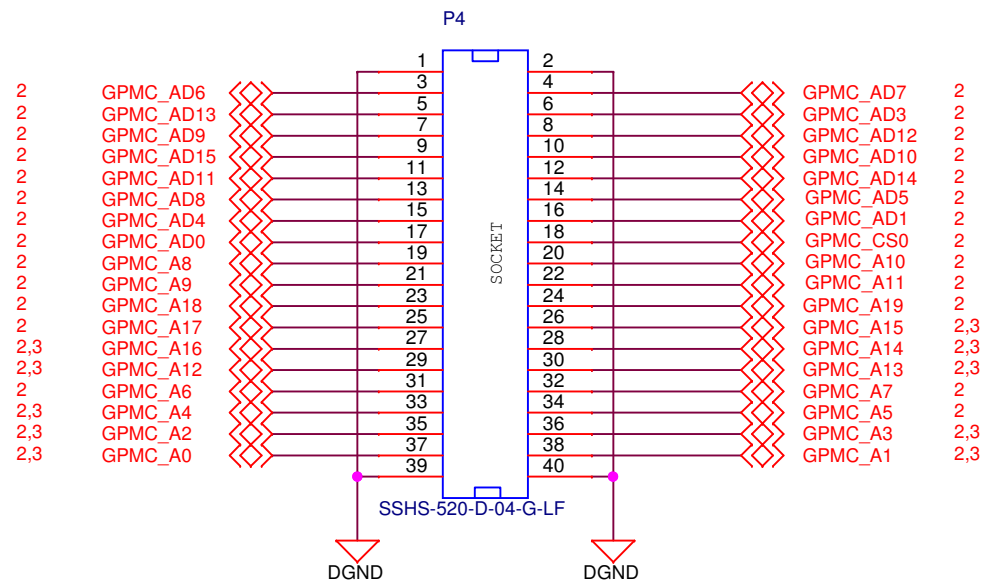 P4
1 2
2 GPMC_AD6 3 4 GPMC_AD7 2
2 GPMC_AD13 5 6 GPMC_AD3 2
2 GPMC_AD9 7 8 GPMC_AD12 2
2 GPMC_AD15 9 10 GPMC_AD10 2
2 GPMC_AD11 11 12 GPMC_AD14 2
2 GPMC_AD8 13 14 GPMC_AD5 2
2 GPMC_AD4 15 16 GPMC_AD1 2
2 GPMC_AD0 17 18 GPMC_CS0 2
2 GPMC_A8 19 20 GPMC_A10 2
2 GPMC_A9 21 22 GPMC_A11 2
2 GPMC_A18 23 24 GPMC_A19 2
2 GPMC_A17 25 26 GPMC_A15 2,3
2,3 GPMC_A16 27 28 GPMC_A14 2,3
2,3 GPMC_A12 29 30 GPMC_A13 2,3
2 GPMC_A6 31 32 GPMC_A7 2
2,3 GPMC_A4 33 34 GPMC_A5 2
2,3 GPMC_A2 35 36 GPMC_A3 2,3
2,3 GPMC_A0 37 38 GPMC_A1 2,3
39 40
SOCKET
SSHS-520-D-04-G-LF
DGND DGND